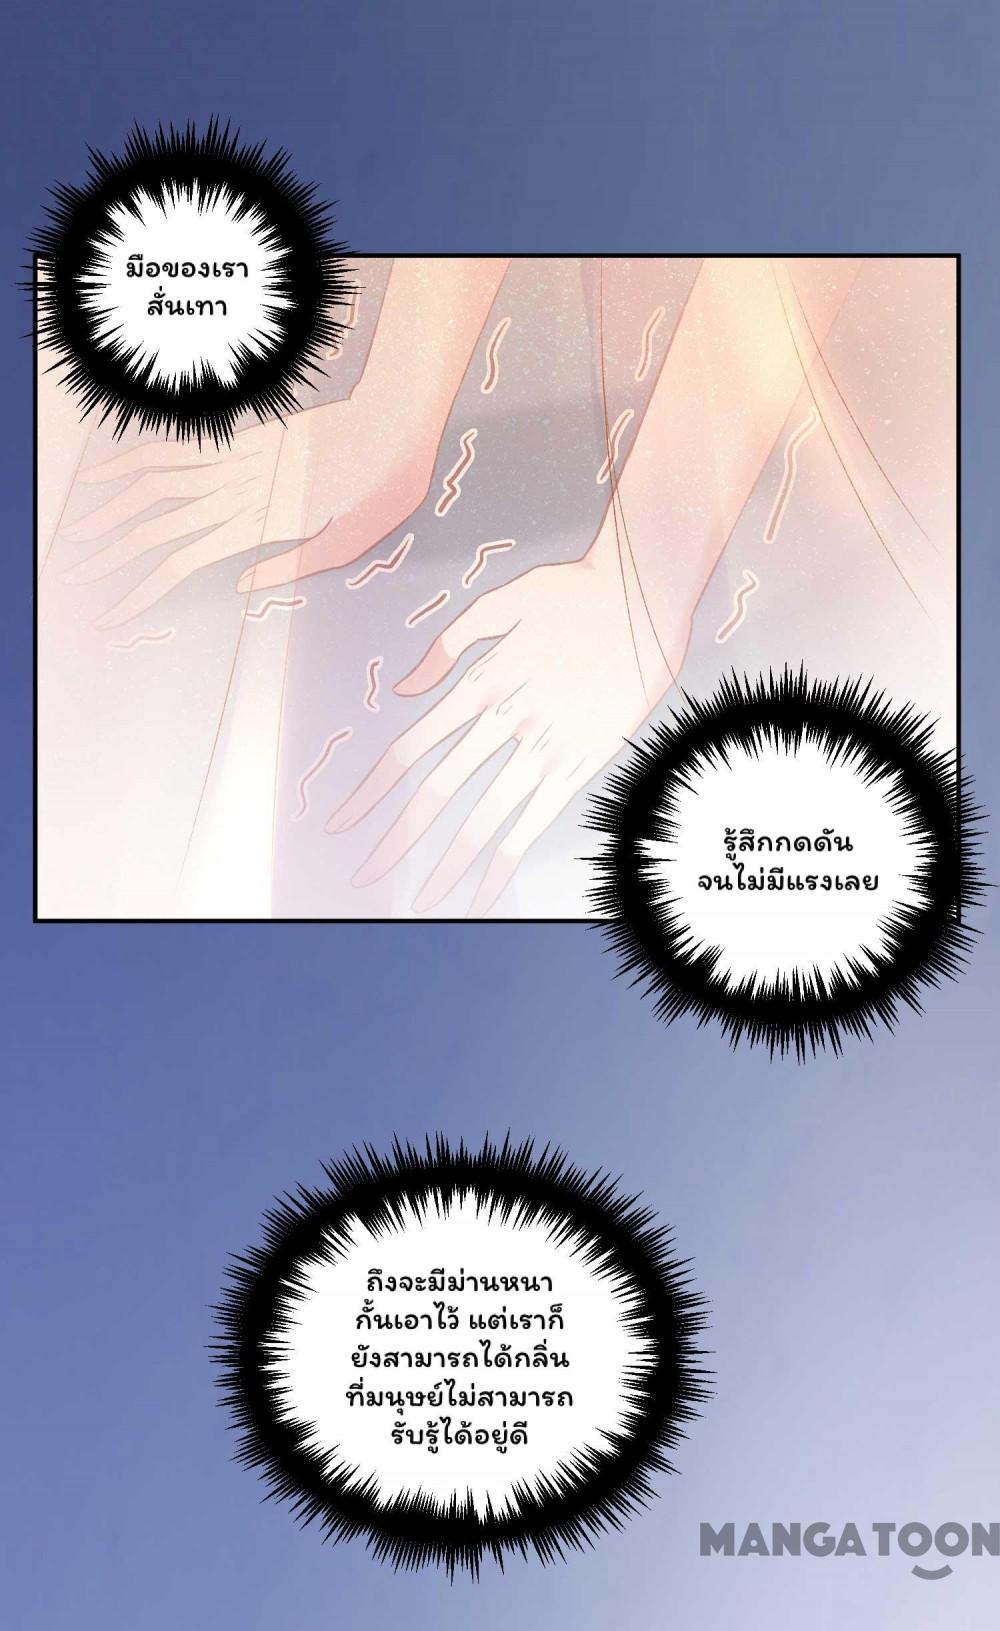 มือของเรา
สั่นเทา
รู้สึกกดดัน
จนไม่มีแรงเลย
ถึงจะมีม่านหนา
กั้นเอาไว้ แต่เราก็
ยังสามารถได้กลิ่น
ที่มนุษย์ไม่สามารถ
รับรู้ได้อยู่ดี
MANGATOON